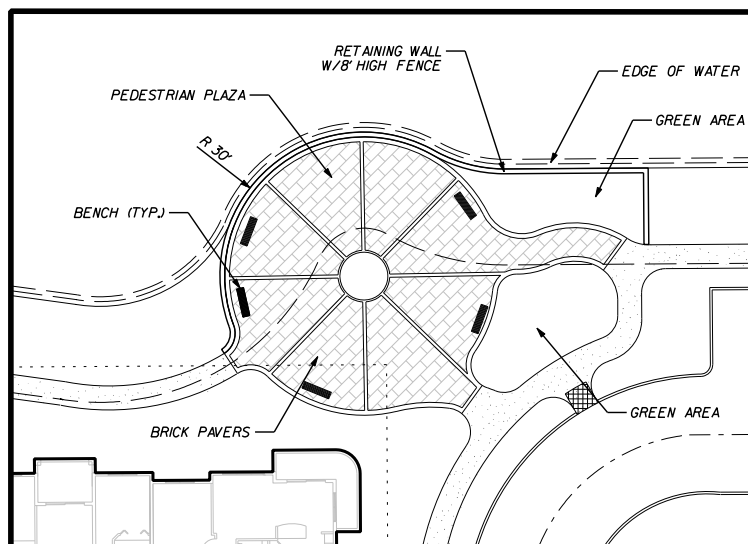 RETAINING WALL
W/8' HIGH FENCE
EDGE OF WATER
PEDESTRIAN PLAZA
GREEN AREA
R 30'
BENCH (TYP.)
BRICK PAVERS
GREEN AREA